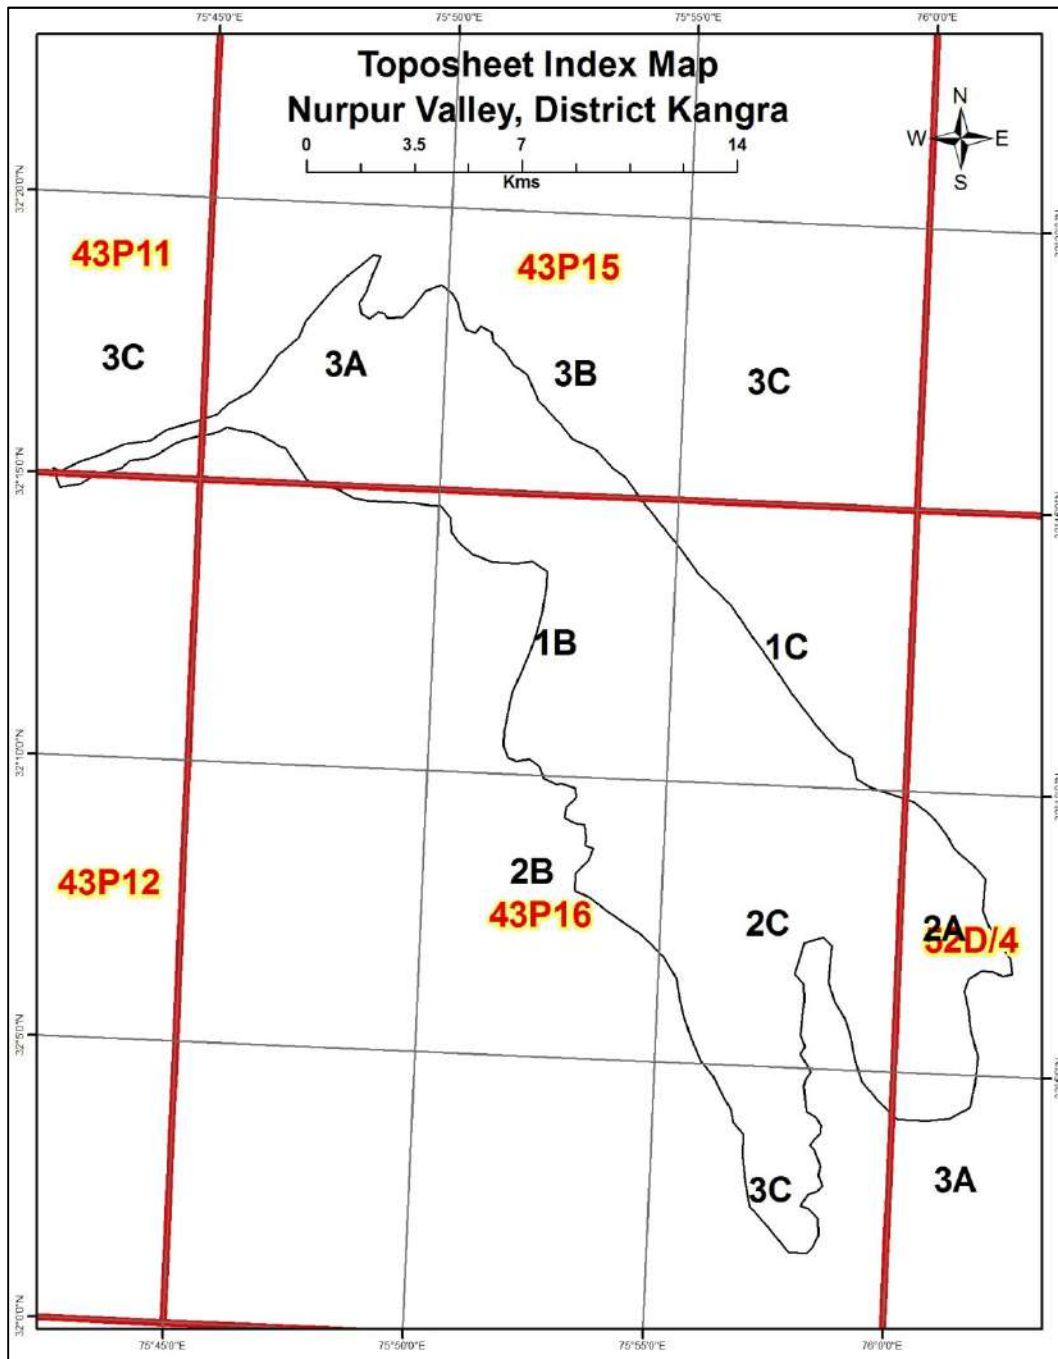 75°45'0"E 75°50'0"E 75°55'0"E 76°0'0"E
Toposheet Index Map
Nurpur Valley, District Kangra
0 3.5 7 14
Kms
N
W E
S
32°20'0"N
43P11 43P15
3C 3A 3B 3C
32°15'0"N
1B 1C
32°10'0"N
43P12 2B 2C 2A
43P16 52D/4
32°5'0"N
3C 3A
32°0'0"N
75°45'0"E 75°50'0"E 75°55'0"E 76°0'0"E